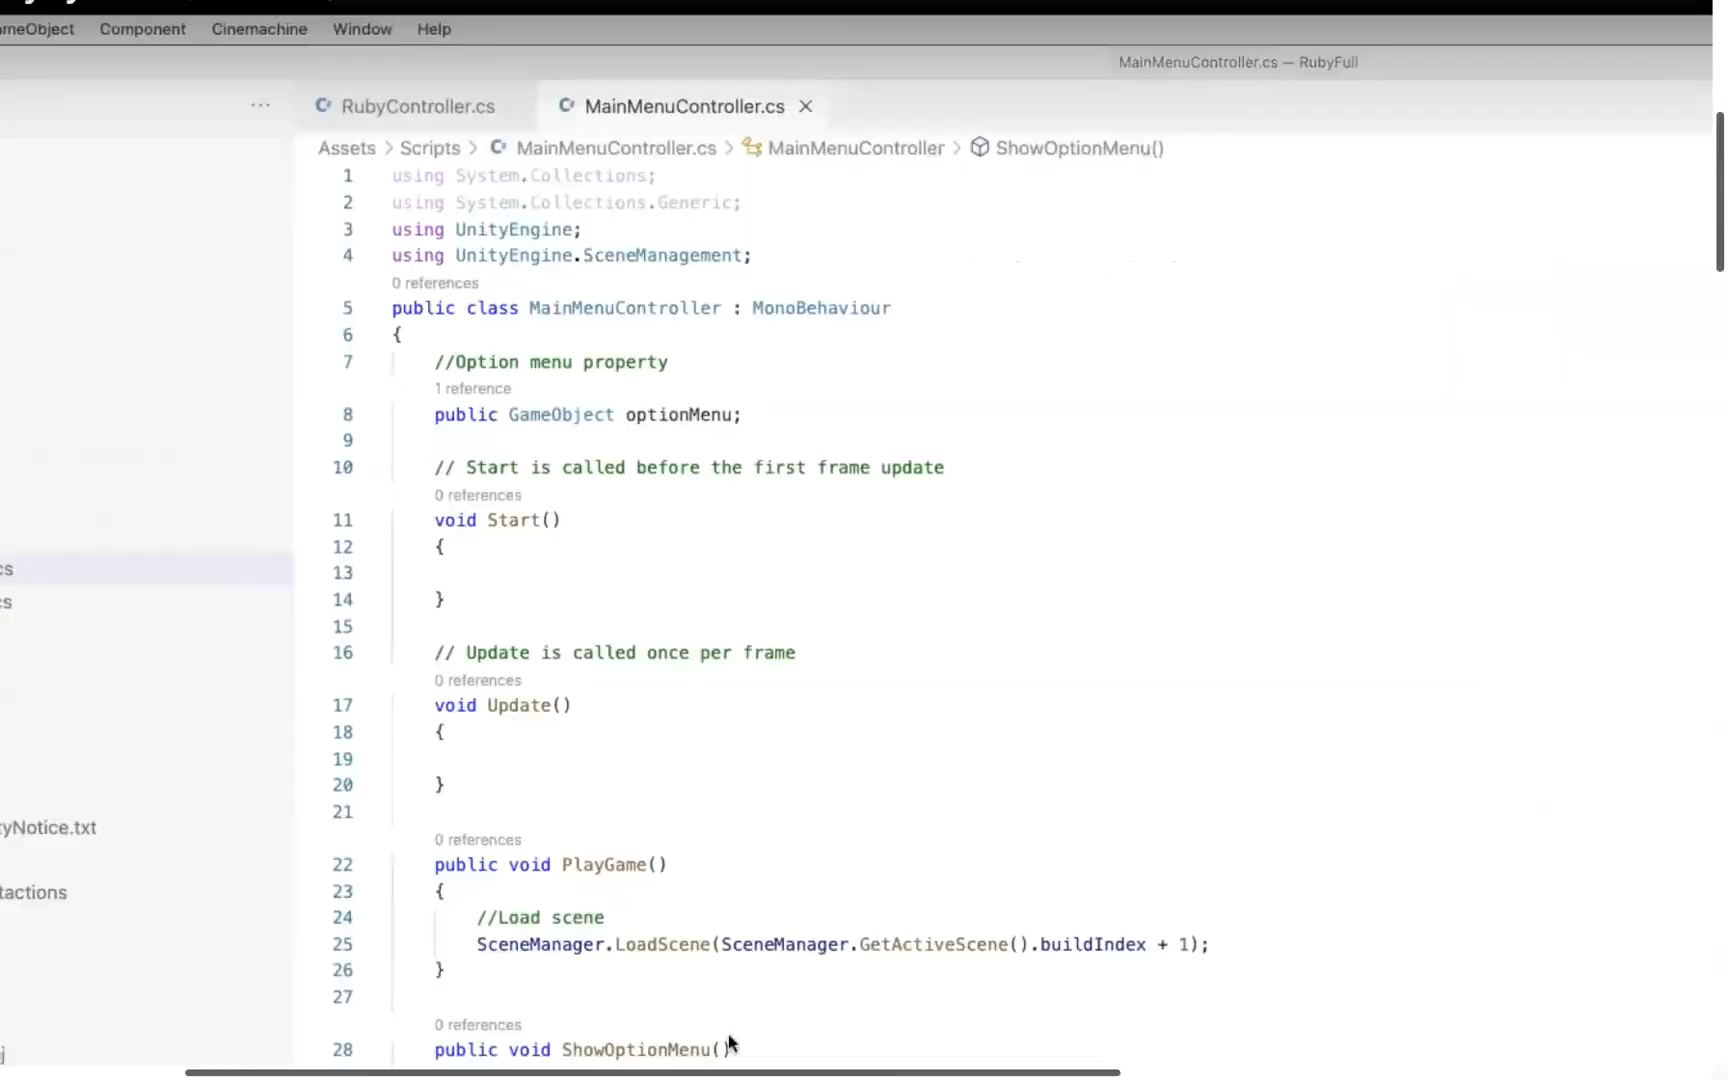 meObject Component Cinemachine Window Help
MainMenuController.cs — RubyFull
... RubyController.cs MainMenuController.cs ×
Assets > Scripts > MainMenuController.cs > MainMenuController > ShowOptionMenu()
1 using System.Collections;
2 using System.Collections.Generic;
3 using UnityEngine;
4 using UnityEngine.SceneManagement;
0 references
5 public class MainMenuController : MonoBehaviour
6 {
7 //Option menu property
1 reference
8 public GameObject optionMenu;
9
10 // Start is called before the first frame update
0 references
11 void Start()
12 {
cs
13
14 }
cs
15
16 // Update is called once per frame
0 references
17 void Update()
18 {
19
20 }
21
tyNotice.txt
0 references
22 public void PlayGame()
23 {
tactions
24 //Load scene
25 SceneManager.LoadScene(SceneManager.GetActiveScene().buildIndex + 1);
26 }
27
0 references
28 public void ShowOptionMenu()
j